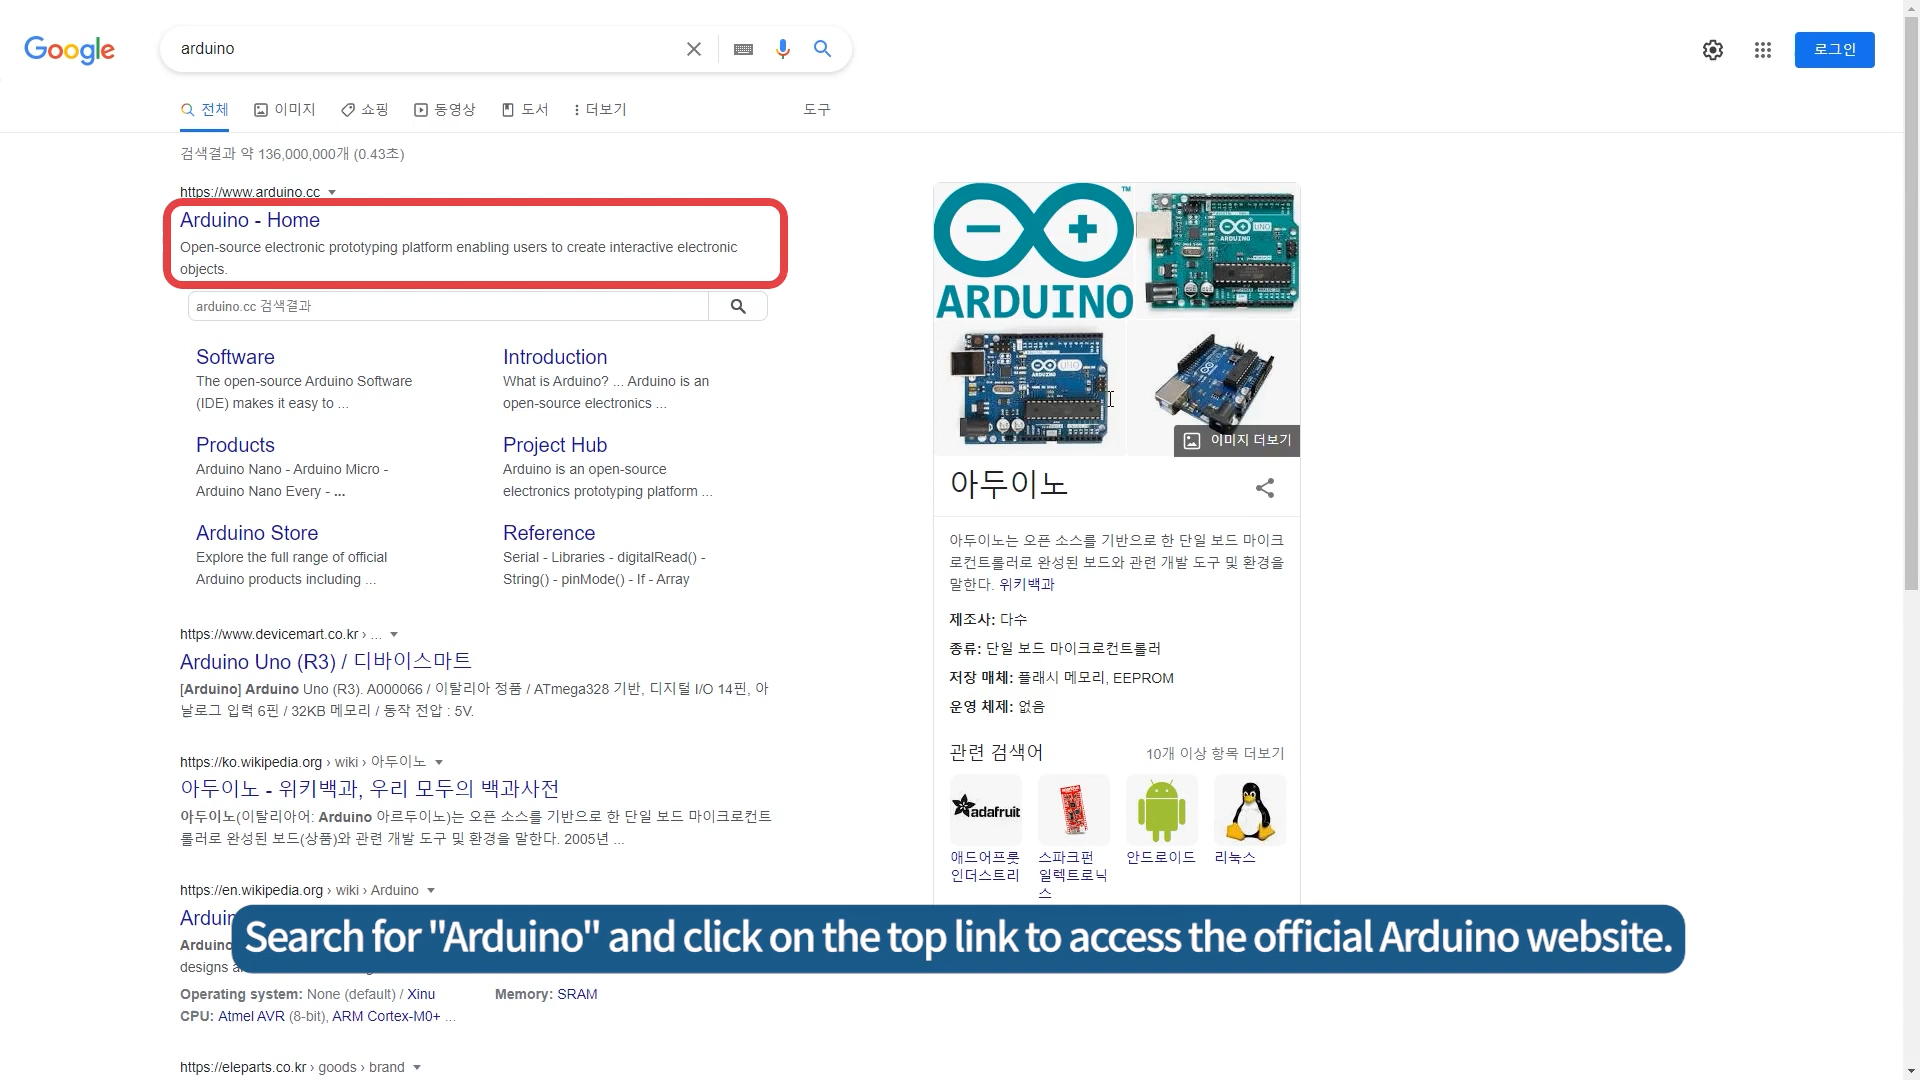 Google
arduino
로그인
전체
이미지
쇼핑
동영상
도서
더보기
도구
검색결과 약 136,000,000개 (0.43초)
https://www.arduino.cc
Arduino - Home
Open-source electronic prototyping platform enabling users to create interactive electronic
objects.
arduino.cc 검색결과
Software
The open-source Arduino Software
(IDE) makes it easy to ...
Introduction
What is Arduino? ... Arduino is an
open-source electronics ...
Products
Arduino Nano - Arduino Micro -
Arduino Nano Every - ...
Project Hub
Arduino is an open-source
electronics prototyping platform ...
Arduino Store
Explore the full range of official
Arduino products including ...
Reference
Serial - Libraries - digitalRead() -
String() - pinMode() - If - Array
https://www.devicemart.co.kr › ...
Arduino Uno (R3) / 디바이스마트
[Arduino] Arduino Uno (R3). A000066 / 이탈리아 정품 / ATmega328 기반, 디지털 I/O 14핀, 아
날로그 입력 6핀 / 32KB 메모리 / 동작 전압 : 5V.
https://ko.wikipedia.org › wiki › 아두이노
아두이노 - 위키백과, 우리 모두의 백과사전
아두이노(이탈리아어: Arduino 아르두이노)는 오픈 소스를 기반으로 한 단일 보드 마이크로컨트
롤러로 완성된 보드(상품)와 관련 개발 도구 및 환경을 말한다. 2005년 ...
https://en.wikipedia.org › wiki › Arduino
Arduin
Arduino
designs a
Operating system: None (default) / Xinu
Memory: SRAM
CPU: Atmel AVR (8-bit), ARM Cortex-M0+ ...
https://eleparts.co.kr › goods › brand
ARDUINO
TM
UNO
ARDUINO
UNO
이미지 더보기
아두이노
아두이노는 오픈 소스를 기반으로 한 단일 보드 마이크
로컨트롤러로 완성된 보드와 관련 개발 도구 및 환경을
말한다. 위키백과
제조사: 다수
종류: 단일 보드 마이크로컨트롤러
저장 매체: 플래시 메모리, EEPROM
운영 체제: 없음
관련 검색어
10개 이상 항목 더보기
adafruit
애드어프룻
인더스트리
스파크펀
일렉트로닉
스
안드로이드
리눅스
Search for "Arduino" and click on the top link to access the official Arduino website.